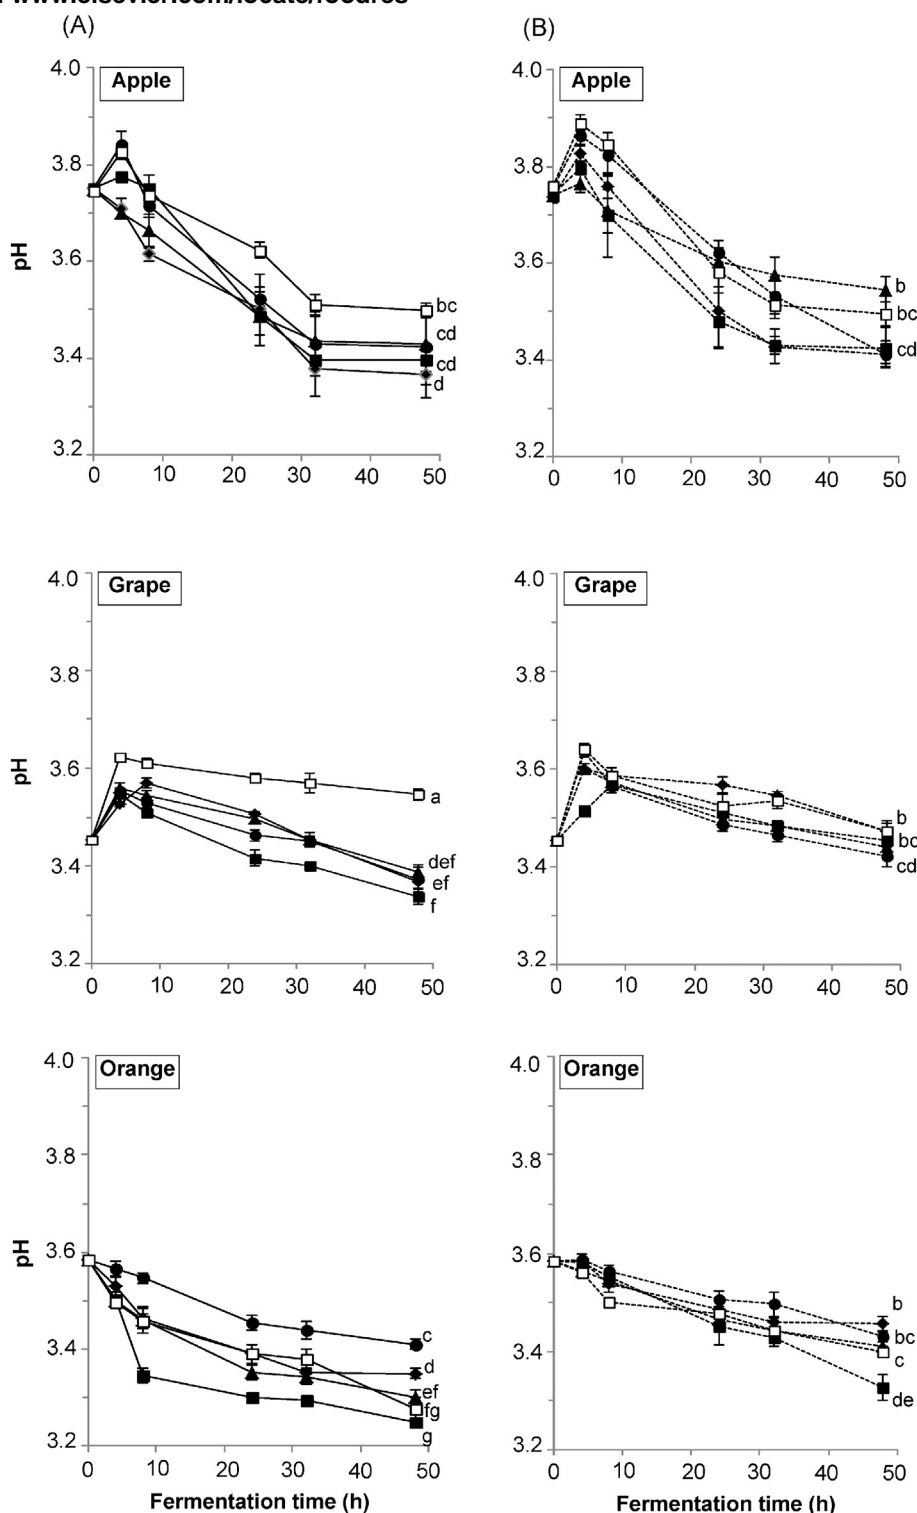 (A)
(B)
4.0
Apple
3.8
pH
3.6
bc
cd
3.4
cd
d
3.2
0
10
20
30
40
50
4.0
Apple
3.8
3.6
b
bc
3.4
cd
3.2
0
10
20
30
40
50
4.0
Grape
3.8
pH
3.6
a
3.4
def
ef
f
3.2
0
10
20
30
40
50
4.0
Grape
3.8
3.6
b
bc
3.4
cd
3.2
0
10
20
30
40
50
4.0
Orange
3.8
pH
3.6
c
3.4
d
ef
fg
g
3.2
0
10
20
30
40
50
Fermentation time (h)
4.0
Orange
3.8
3.6
b
bc
3.4
c
de
3.2
0
10
20
30
40
50
Fermentation time (h)